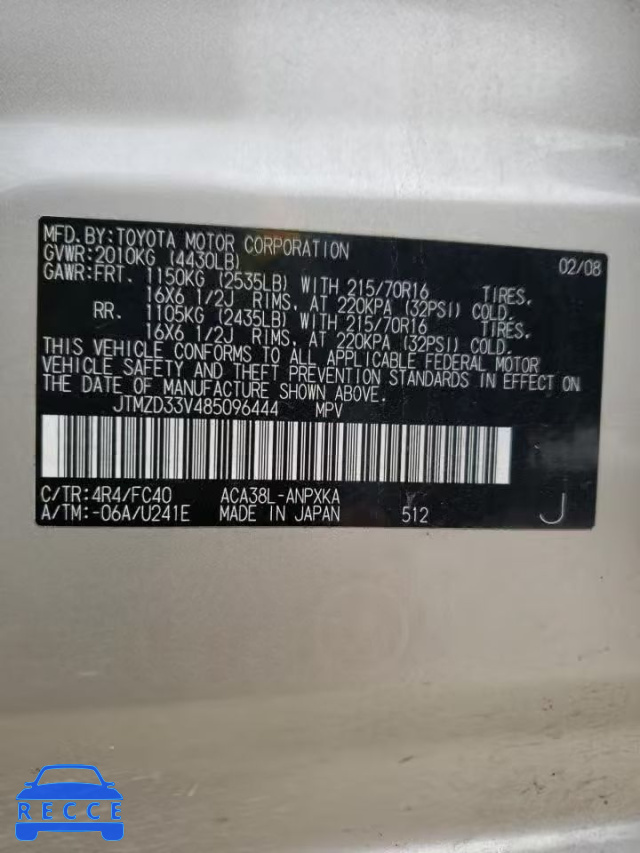 MFD.BY:TOYOTA MOTOR CORPORATION 02/08
GVWR:2010KG (4430LB)
GAWR:FRT. 1150KG (2535LB) WITH 215/70R16 TIRES.
16X6 1/2J RIMS. AT 220KPA (32PSI) COLD.
RR. 1105KG (2435LB) WITH 215/70R16 TIRES,
16X6 1/2J RIMS. AT 220KPA (32PSI) COLD.
THIS VEHICLE CONFORMS TO ALL APPLICABLE FEDERAL MOTOR
VEHICLE SAFETY AND THEFT PREVENTION STANDARDS IN EFFECT ON
THE DATE OF MANUFACTURE SHOWN ABOVE.
JTMZD33V485096444 MPV
C/TR:4R4/FC40 ACA38L-ANPXKA
A/TM:-06A/U241E MADE IN JAPAN 512 J
RECCE